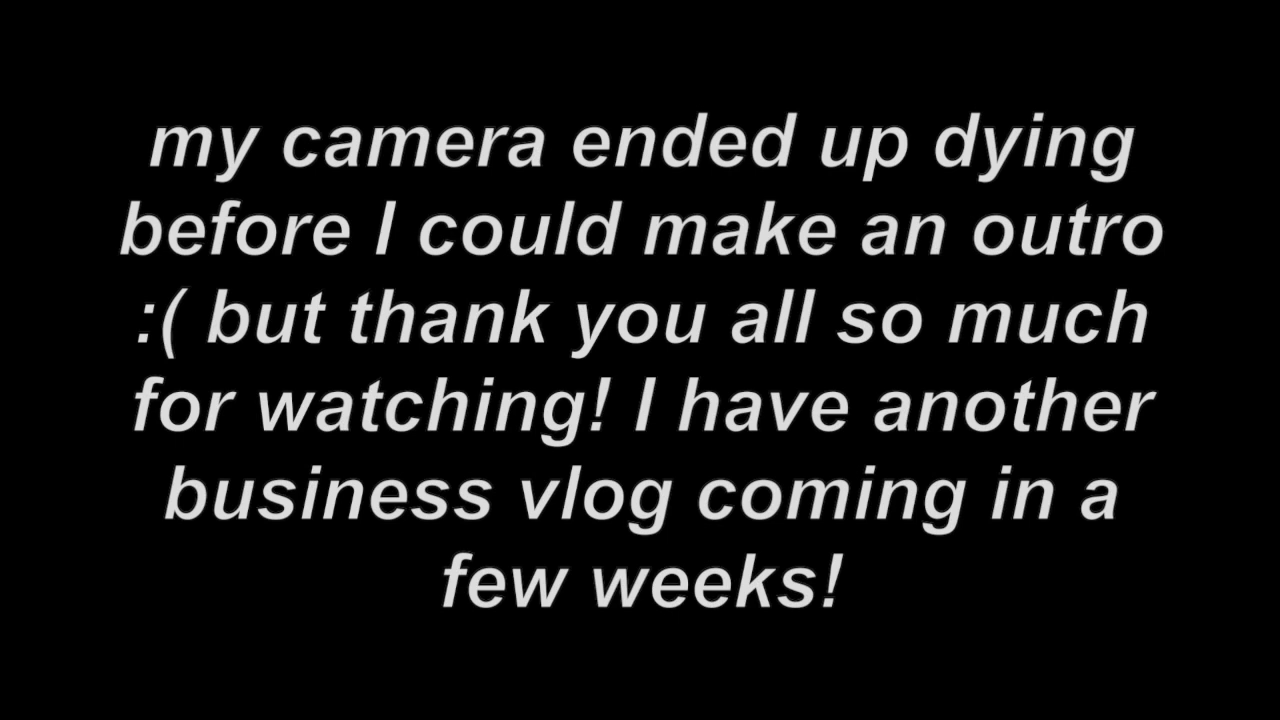 my camera ended up dying
before I could make an outro
:( but thank you all so much
for watching! I have another
business vlog coming in a
few weeks!